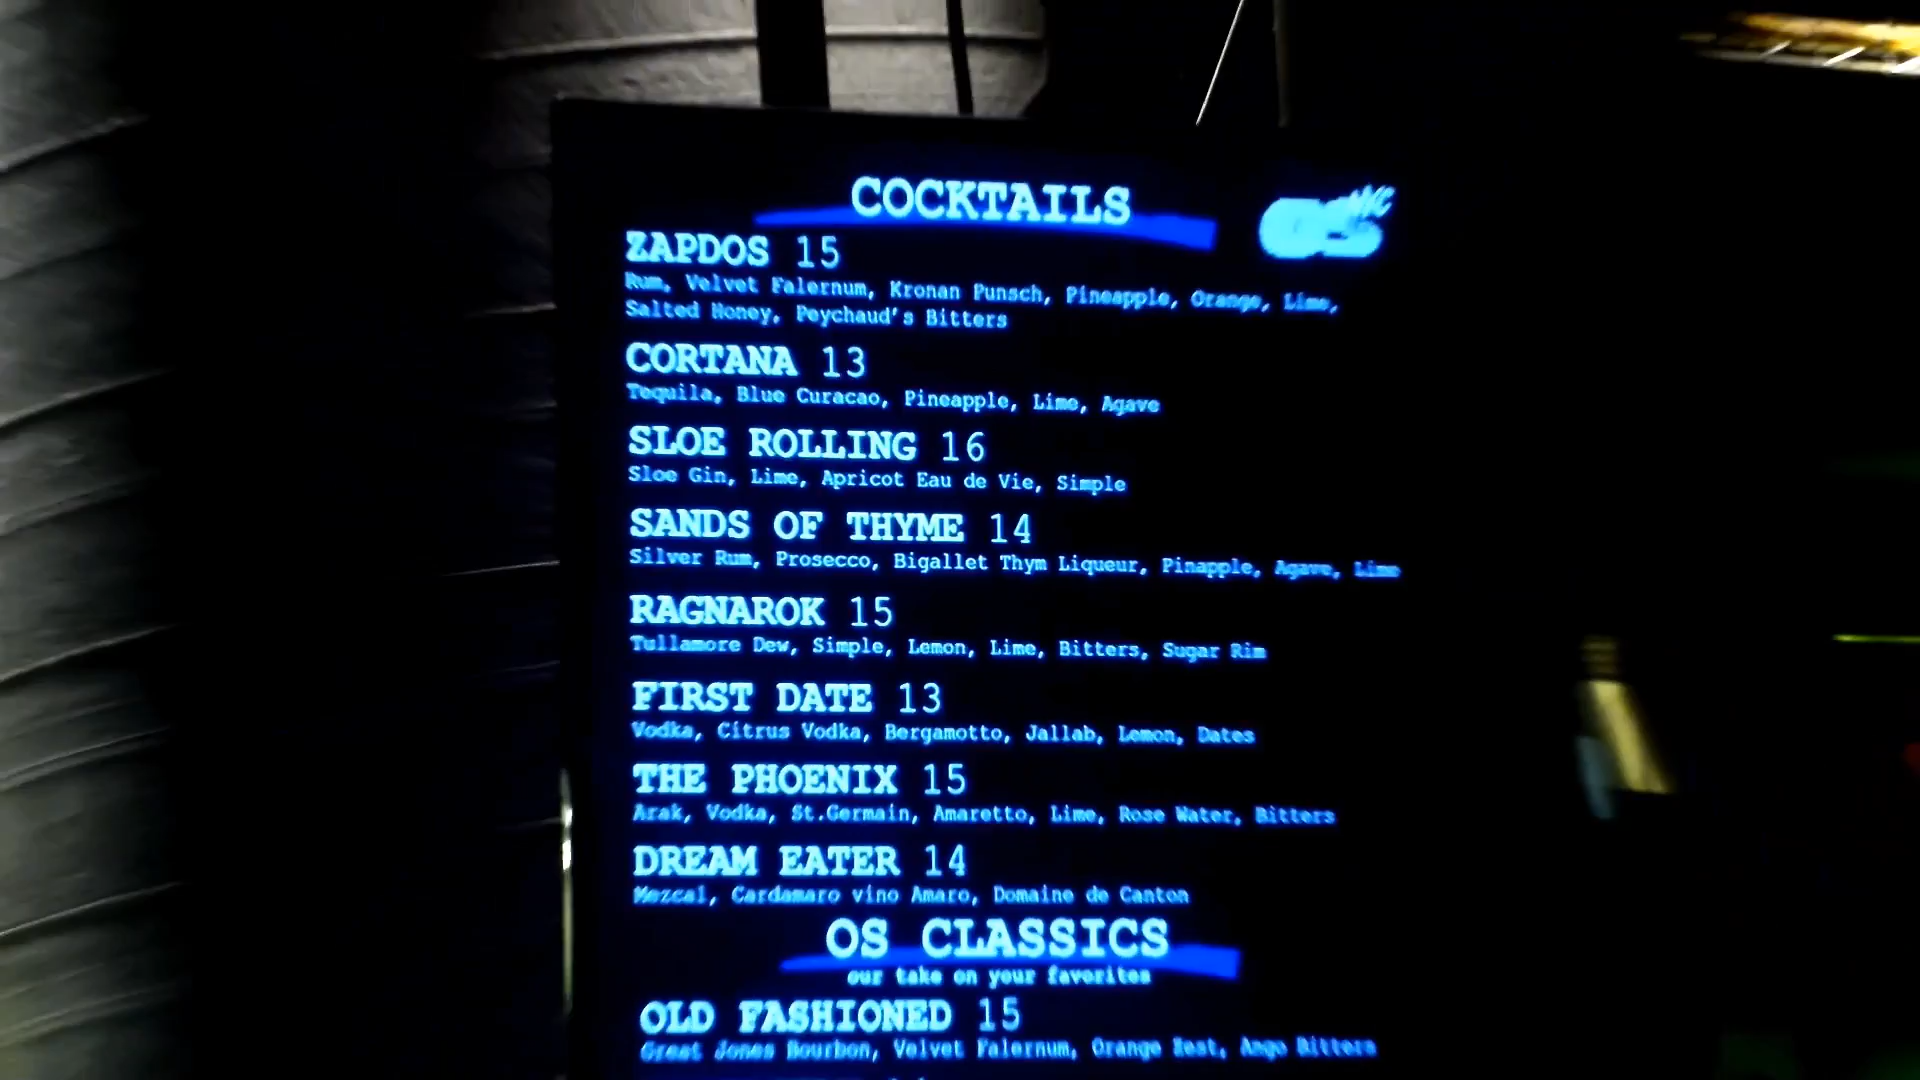 COCKTAILS
ZAPDOS 15
Rum, Velvet Falernum, Kronan Punsch, Pineapple, Orange, Lime,
Salted Honey, Peychaud's Bitters
CORTANA 13
Tequila, Blue Curacao, Pineapple, Lime, Agave
SLOE ROLLING 16
Sloe Gin, Lime, Apricot Eau de Vie, Simple
SANDS OF THYME 14
Silver Rum, Prosecco, Bigallet Thym Liqueur, Pinapple, Agave, Lime
RAGNAROK 15
Tullamore Dew, Simple, Lemon, Lime, Bitters, Sugar Rim
FIRST DATE 13
Vodka, Citrus Vodka, Bergamotto, Jallab, Lemon, Dates
THE PHOENIX 15
Arak, Vodka, St.Germain, Amaretto, Lime, Rose Water, Bitters
DREAM EATER 14
Mezcal, Cardamaro vino Amaro, Domaine de Canton
OS CLASSICS
our take on your favorites
OLD FASHIONED 15
Great Jones Bourbon, Velvet Falernum, Orange Zest, Ango Bitters